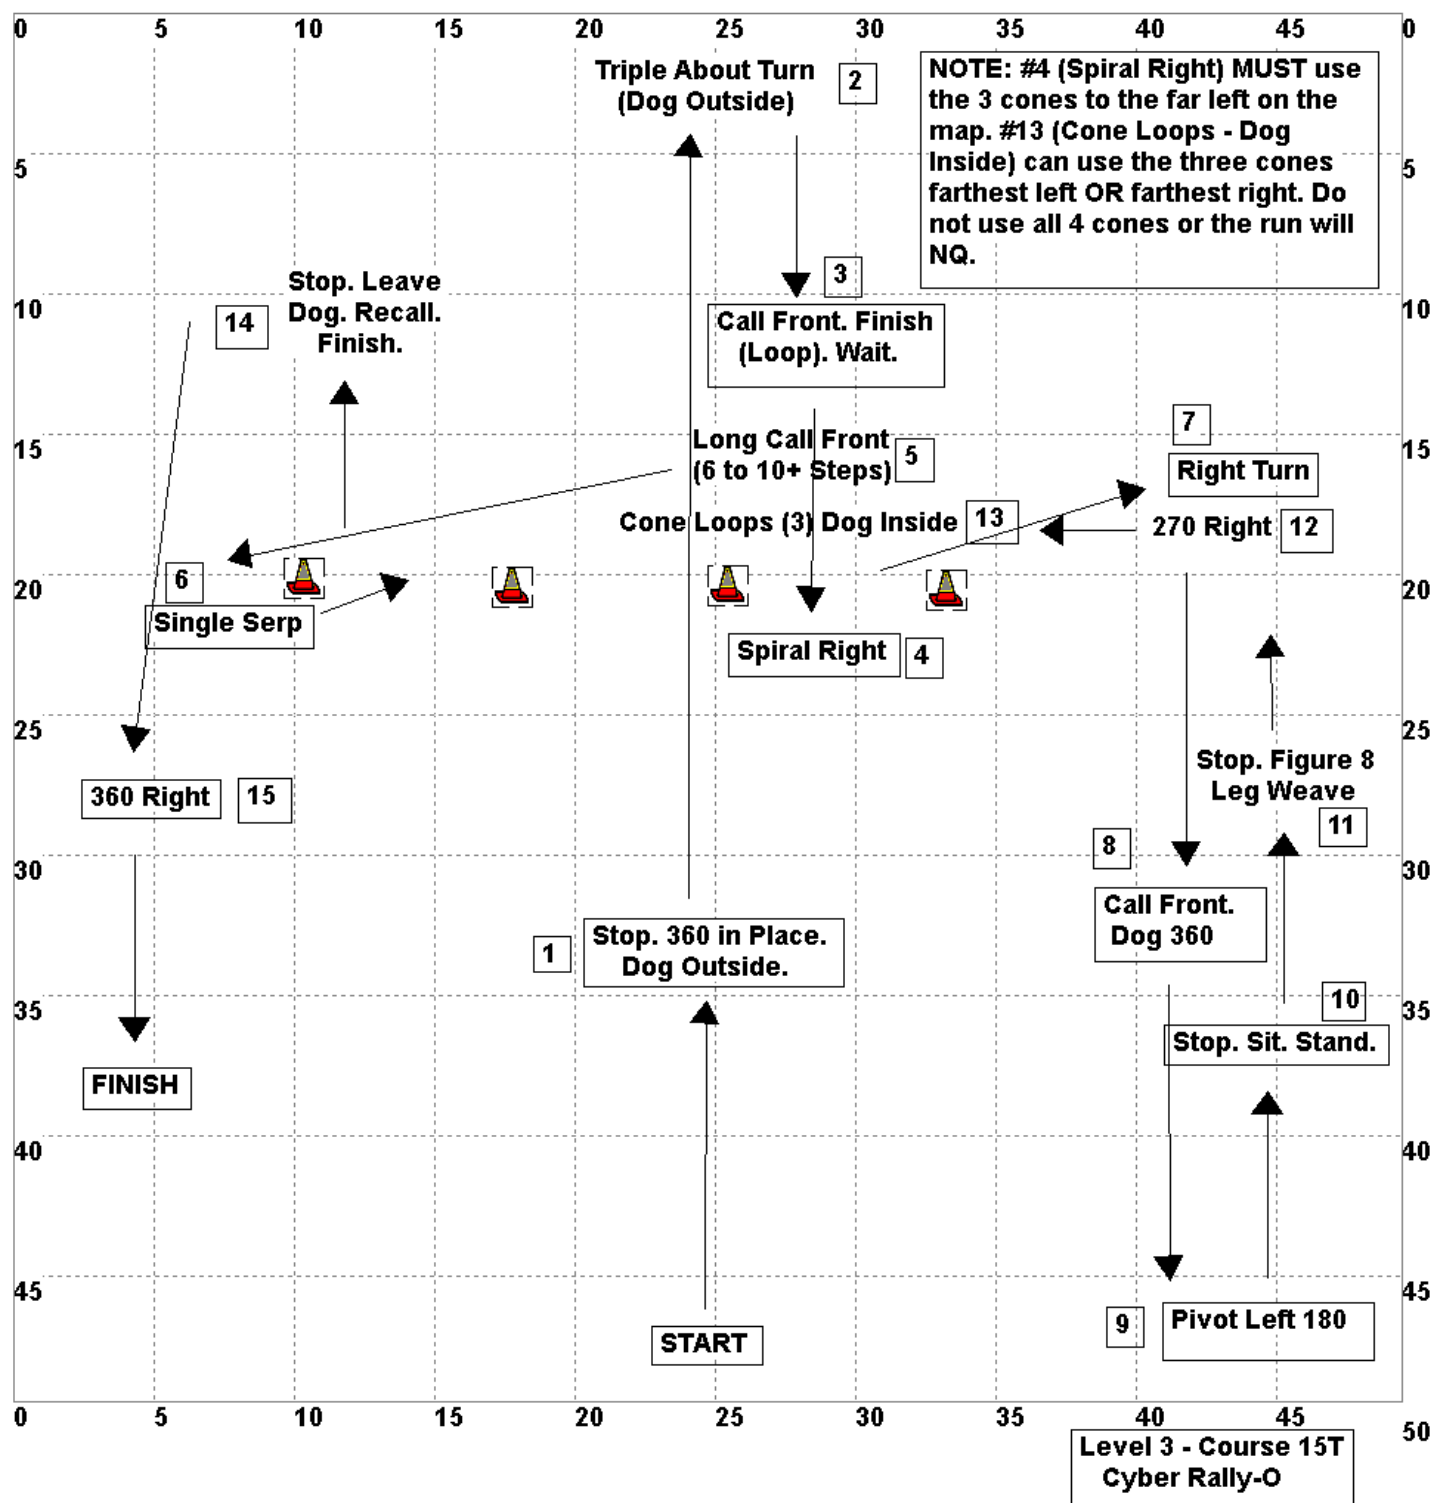 0 5 10 15 20 25 30 35 40 45 0
Triple About Turn
(Dog Outside)
2
NOTE: #4 (Spiral Right) MUST use
the 3 cones to the far left on the
map. #13 (Cone Loops - Dog
Inside) can use the three cones
farthest left OR farthest right. Do
not use all 4 cones or the run will
NQ.
5 5
3
Stop. Leave
Dog. Recall.
Finish.
14
10 10
Call Front. Finish
(Loop). Wait.
7
15 15
Long Call Front
(6 to 10+ Steps)
5
Right Turn
Cone Loops (3) Dog Inside
13
270 Right
12
6
20 20
Single Serp
Spiral Right
4
25 25
Stop. Figure 8
Leg Weave
11
360 Right
15
8
30 30
Call Front.
Dog 360
1
Stop. 360 in Place.
Dog Outside.
10
35 35
Stop. Sit. Stand.
FINISH
40 40
45 45
9
Pivot Left 180
START
0 5 10 15 20 25 30 35 40 45 50
Level 3 - Course 15T
Cyber Rally-O